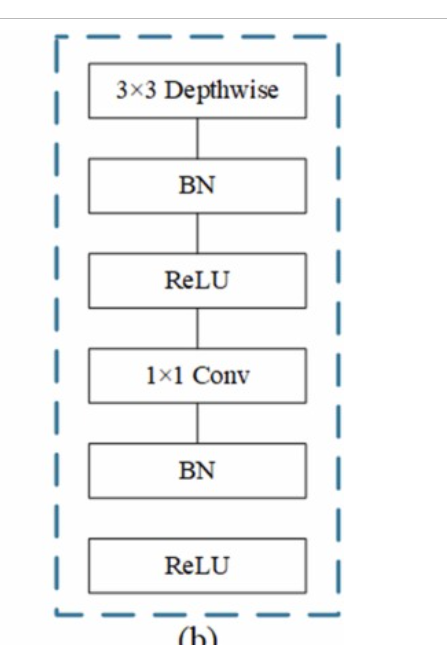 3×3 Depthwise
BN
ReLU
1×1 Conv
BN
ReLU
(b)